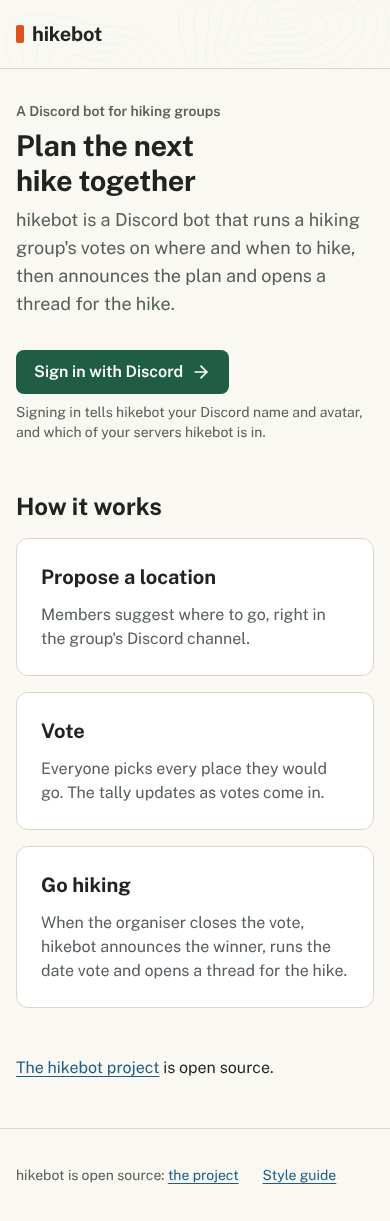 hikebot
A Discord bot for hiking groups
Plan the next
hike together
hikebot is a Discord bot that runs a hiking
group's votes on where and when to hike,
then announces the plan and opens a
thread for the hike.
Sign in with Discord →
Signing in tells hikebot your Discord name and avatar,
and which of your servers hikebot is in.
How it works
Propose a location
Members suggest where to go, right in
the group's Discord channel.
Vote
Everyone picks every place they would
go. The tally updates as votes come in.
Go hiking
When the organiser closes the vote,
hikebot announces the winner, runs the
date vote and opens a thread for the hike.
The hikebot project is open source.
hikebot is open source: the project Style guide